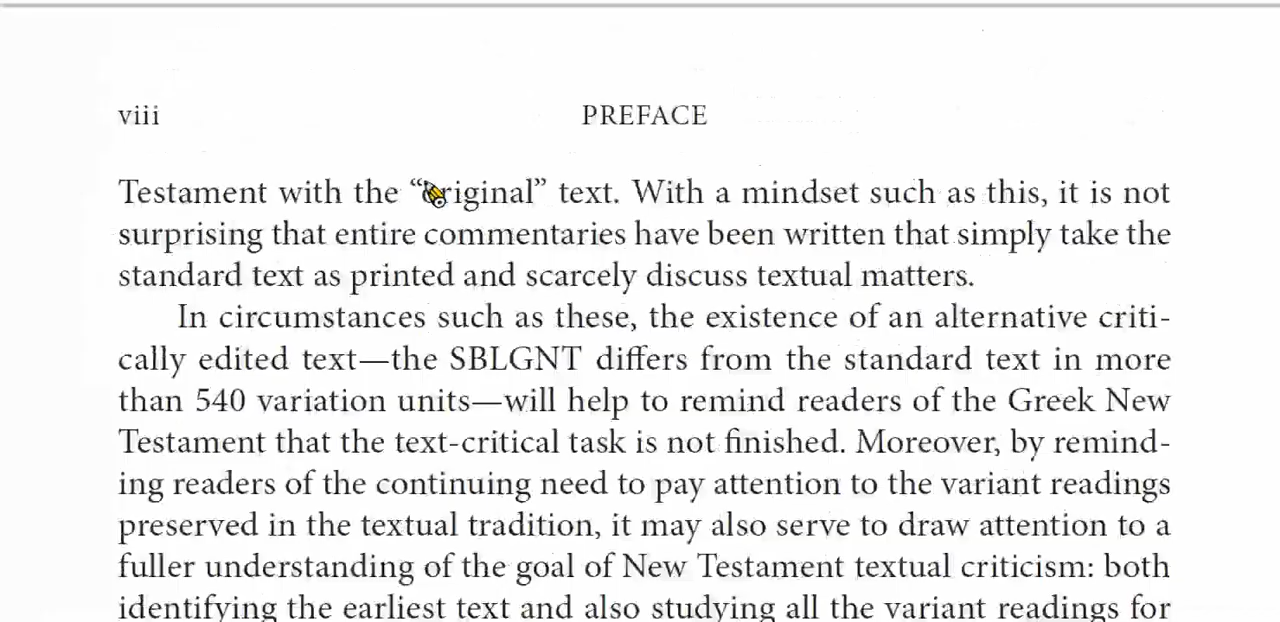 viii PREFACE
Testament with the “original” text. With a mindset such as this, it is not
surprising that entire commentaries have been written that simply take the
standard text as printed and scarcely discuss textual matters.
In circumstances such as these, the existence of an alternative criti-
cally edited text—the SBLGNT differs from the standard text in more
than 540 variation units—will help to remind readers of the Greek New
Testament that the text-critical task is not finished. Moreover, by remind-
ing readers of the continuing need to pay attention to the variant readings
preserved in the textual tradition, it may also serve to draw attention to a
fuller understanding of the goal of New Testament textual criticism: both
identifying the earliest text and also studying all the variant readings for